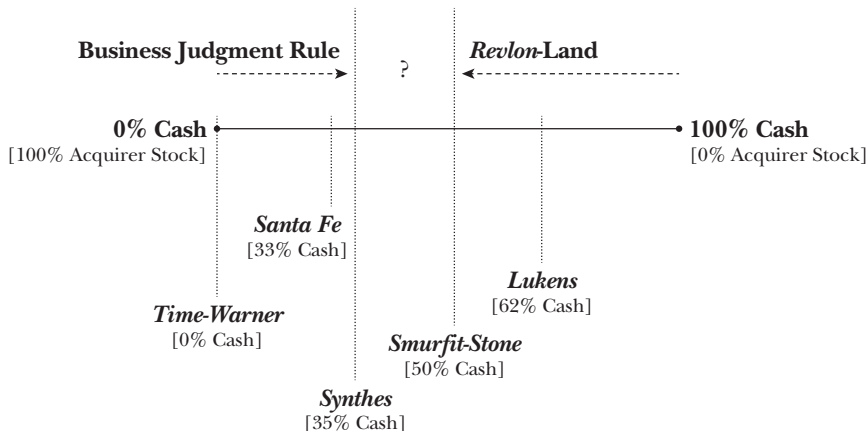 Business Judgment Rule
?
Revlon-Land
0% Cash
[100% Acquirer Stock]
100% Cash
[0% Acquirer Stock]
Santa Fe
[33% Cash]
Lukens
[62% Cash]
Time-Warner
[0% Cash]
Smurfit-Stone
[50% Cash]
Synthes
[35% Cash]